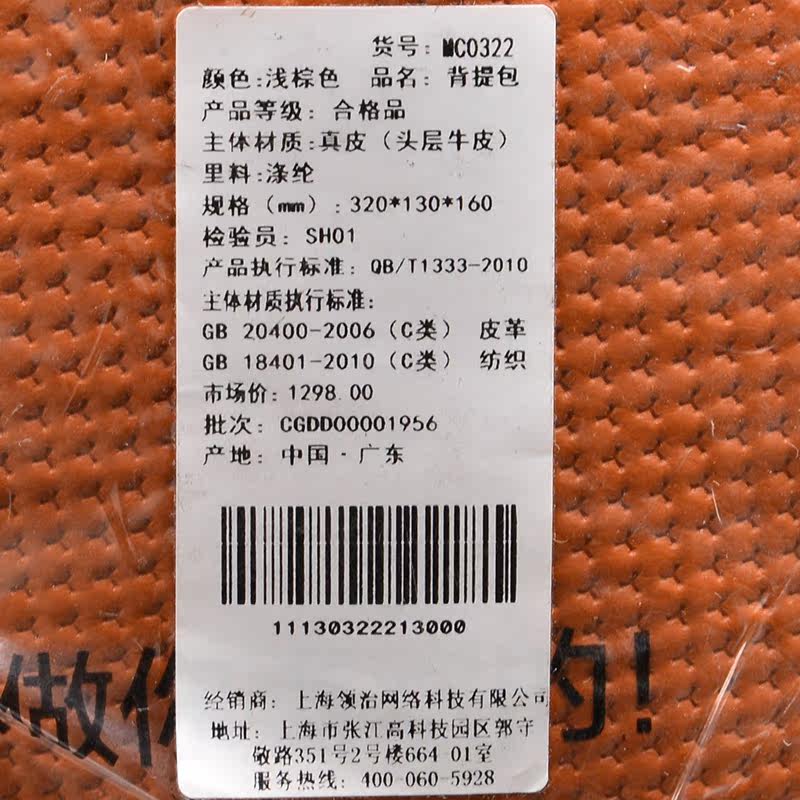 货号: MC0322
颜色:浅棕色 品名: 背提包
产品等级: 合格品
主体材质:真皮(头层牛皮)
里料:涤纶
规格(mm):320*130*160
检验员: SH01
产品执行标准: QB/T1333-2010
主体材质执行标准:
GB 20400-2006(C类) 皮革
GB 18401-2010(C类) 纺织
市场价: 1298.00
批次: CGDD00001956
产地: 中国·广东
11130322213000
做你 的!
经销商: 上海领冶网络科技有限公司
地址: 上海市张江高科技园区郭守
敬路351号2号楼664-01室
服务热线: 400-060-5928